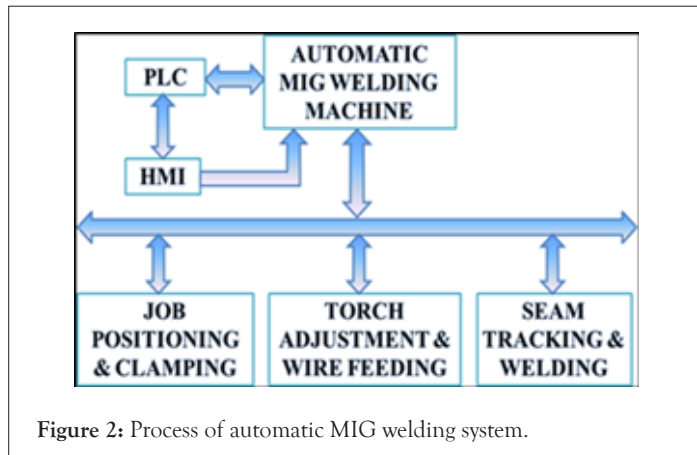 AUTOMATIC
MIG WELDING
MACHINE
PLC
HMI
JOB
POSITIONING
& CLAMPING
TORCH
ADJUSTMENT &
WIRE FEEDING
SEAM
TRACKING &
WELDING
Figure 2: Process of automatic MIG welding system.